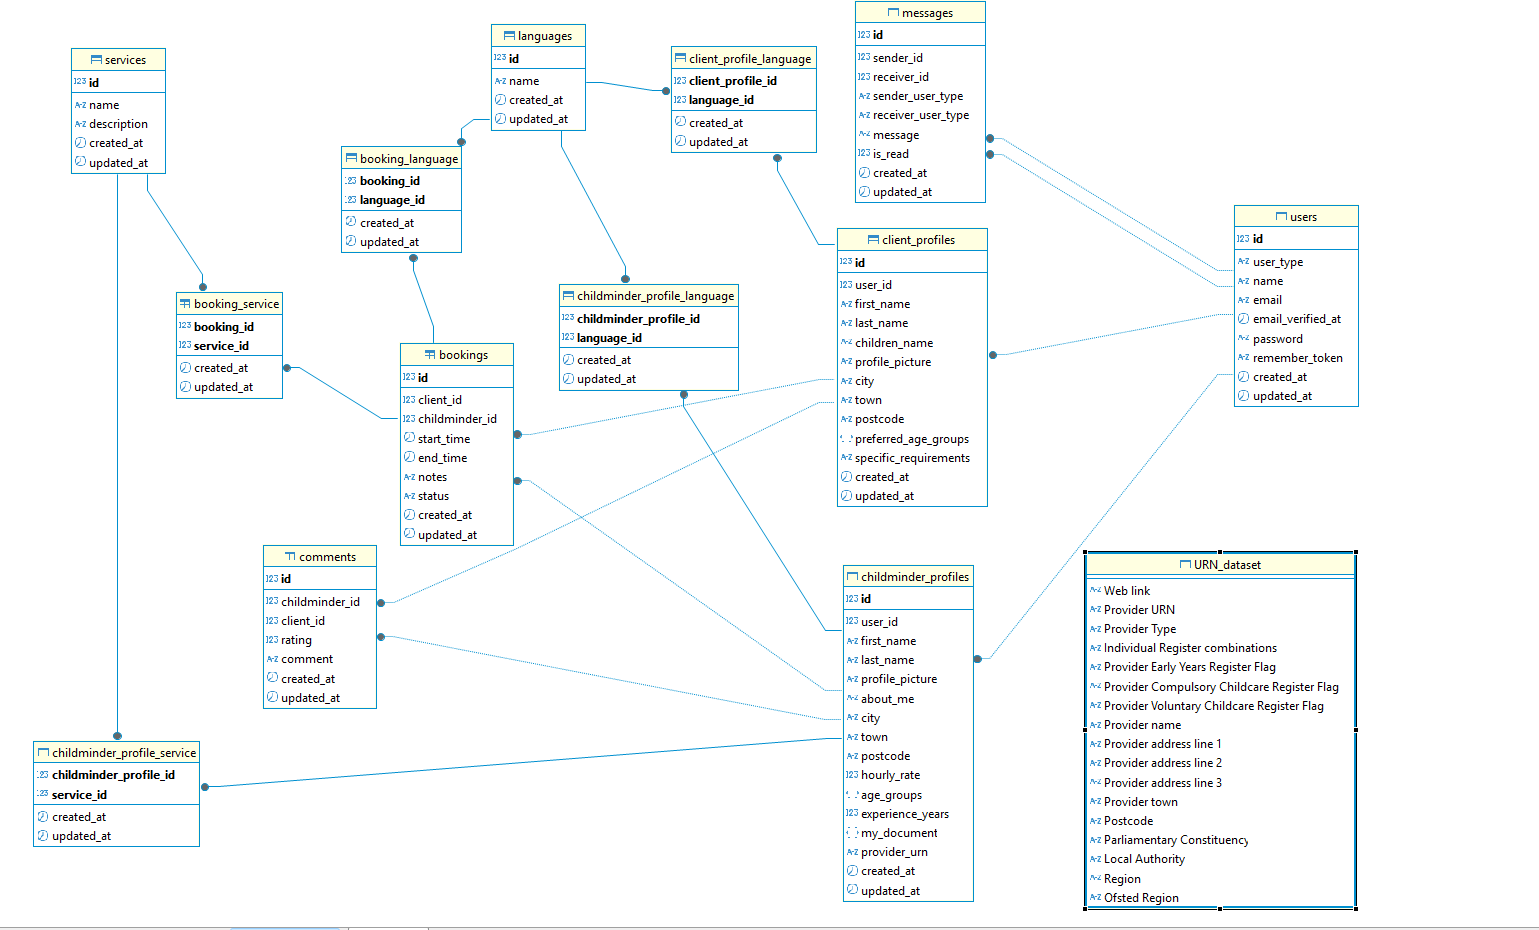 services
123 id
A-Z name
A-Z description
created_at
updated_at
languages
123 id
A-Z name
created_at
updated_at
client_profile_language
123 client_profile_id
123 language_id
created_at
updated_at
messages
123 id
123 sender_id
123 receiver_id
A-Z sender_user_type
A-Z receiver_user_type
A-Z message
123 is_read
created_at
updated_at
booking_language
123 booking_id
123 language_id
created_at
updated_at
users
123 id
A-Z user_type
A-Z name
A-Z email
email_verified_at
A-Z password
A-Z remember_token
created_at
updated_at
client_profiles
123 id
123 user_id
A-Z first_name
A-Z last_name
A-Z children_name
A-Z profile_picture
A-Z city
A-Z town
A-Z postcode
preferred_age_groups
A-Z specific_requirements
created_at
updated_at
childminder_profile_language
123 childminder_profile_id
123 language_id
created_at
updated_at
booking_service
123 booking_id
123 service_id
created_at
updated_at
bookings
123 id
123 client_id
123 childminder_id
start_time
end_time
A-Z notes
A-Z status
created_at
updated_at
comments
123 id
123 childminder_id
123 client_id
123 rating
A-Z comment
created_at
updated_at
childminder_profiles
123 id
123 user_id
A-Z first_name
A-Z last_name
A-Z profile_picture
A-Z about_me
A-Z city
A-Z town
A-Z postcode
123 hourly_rate
age_groups
123 experience_years
my_document
A-Z provider_urn
created_at
updated_at
URN_dataset
A-Z Web link
A-Z Provider URN
A-Z Provider Type
A-Z Individual Register combinations
A-Z Provider Early Years Register Flag
A-Z Provider Compulsory Childcare Register Flag
A-Z Provider Voluntary Childcare Register Flag
A-Z Provider name
A-Z Provider address line 1
A-Z Provider address line 2
A-Z Provider address line 3
A-Z Provider town
A-Z Postcode
A-Z Parliamentary Constituency
A-Z Local Authority
A-Z Region
A-Z Ofsted Region
childminder_profile_service
123 childminder_profile_id
123 service_id
created_at
updated_at